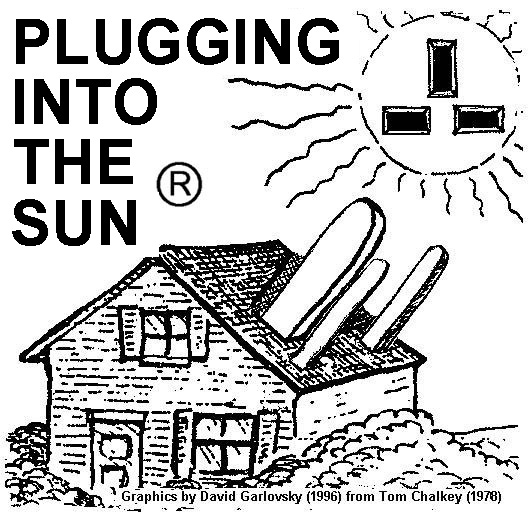 PLUGGING
INTO
THE
SUN ®
Graphics by David Garlovsky (1996) from Tom Chalkey (1978)